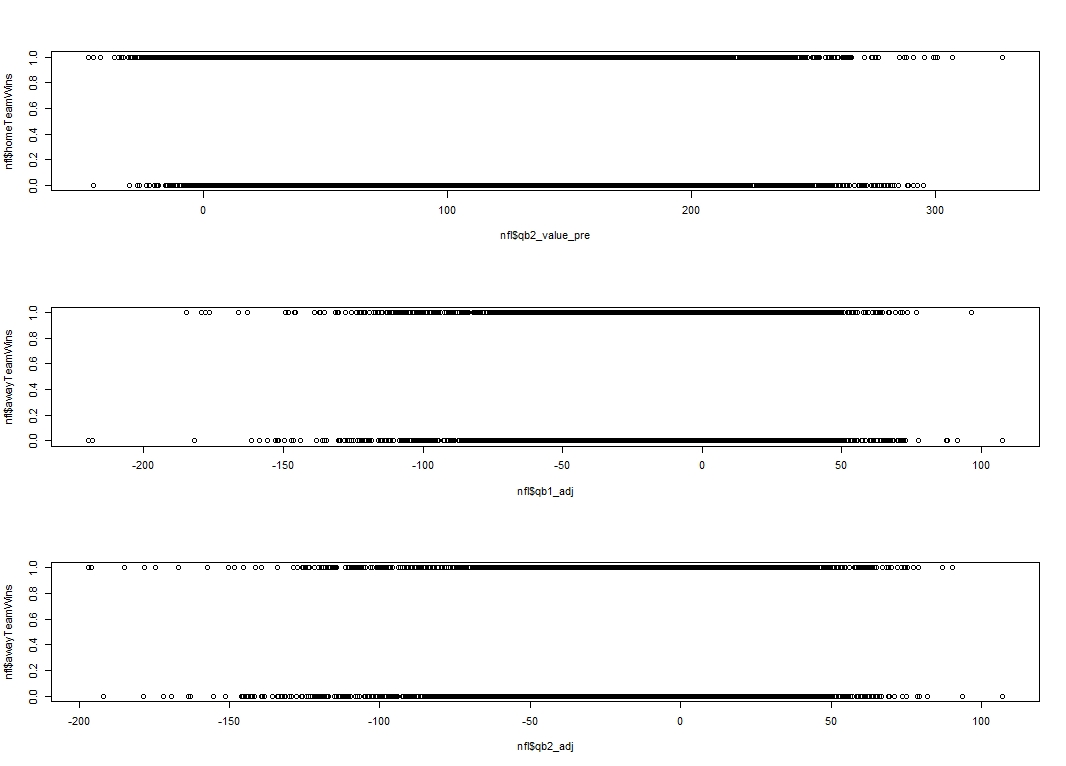 nfl$homeTeamWins
0.0 0.2 0.4 0.6 0.8 1.0
0 100 200 300
nfl$qb2_value_pre
nfl$awayTeamWins
0.0 0.2 0.4 0.6 0.8 1.0
-200 -150 -100 -50 0 50 100
nfl$qb1_adj
nfl$awayTeamWins
0.0 0.2 0.4 0.6 0.8 1.0
-200 -150 -100 -50 0 50 100
nfl$qb2_adj